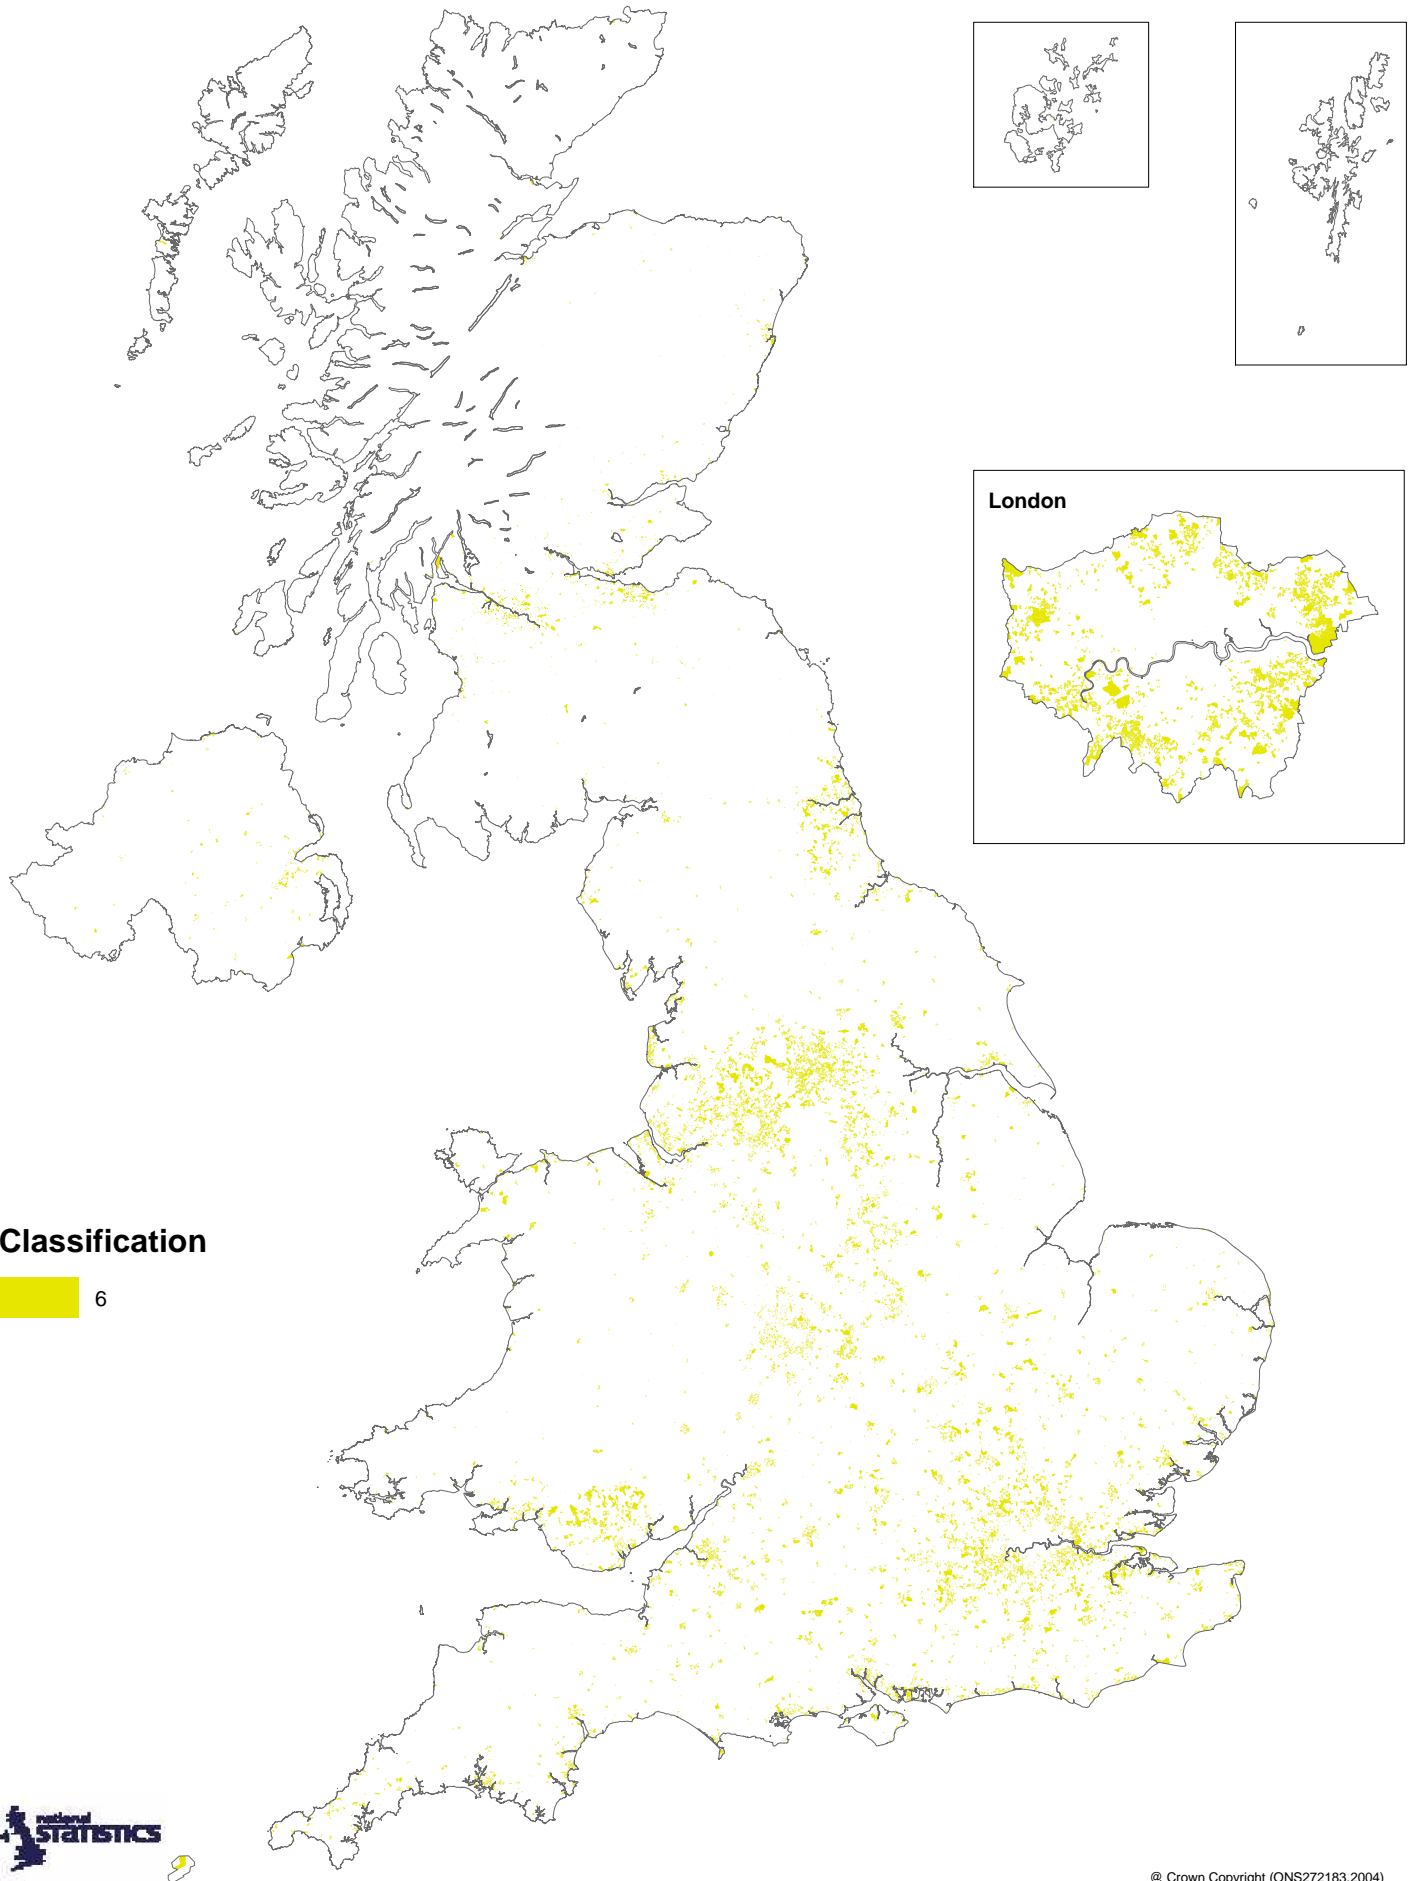 London
Classification
6
national
STATISTICS
@ Crown Copyright (ONS272183.2004)